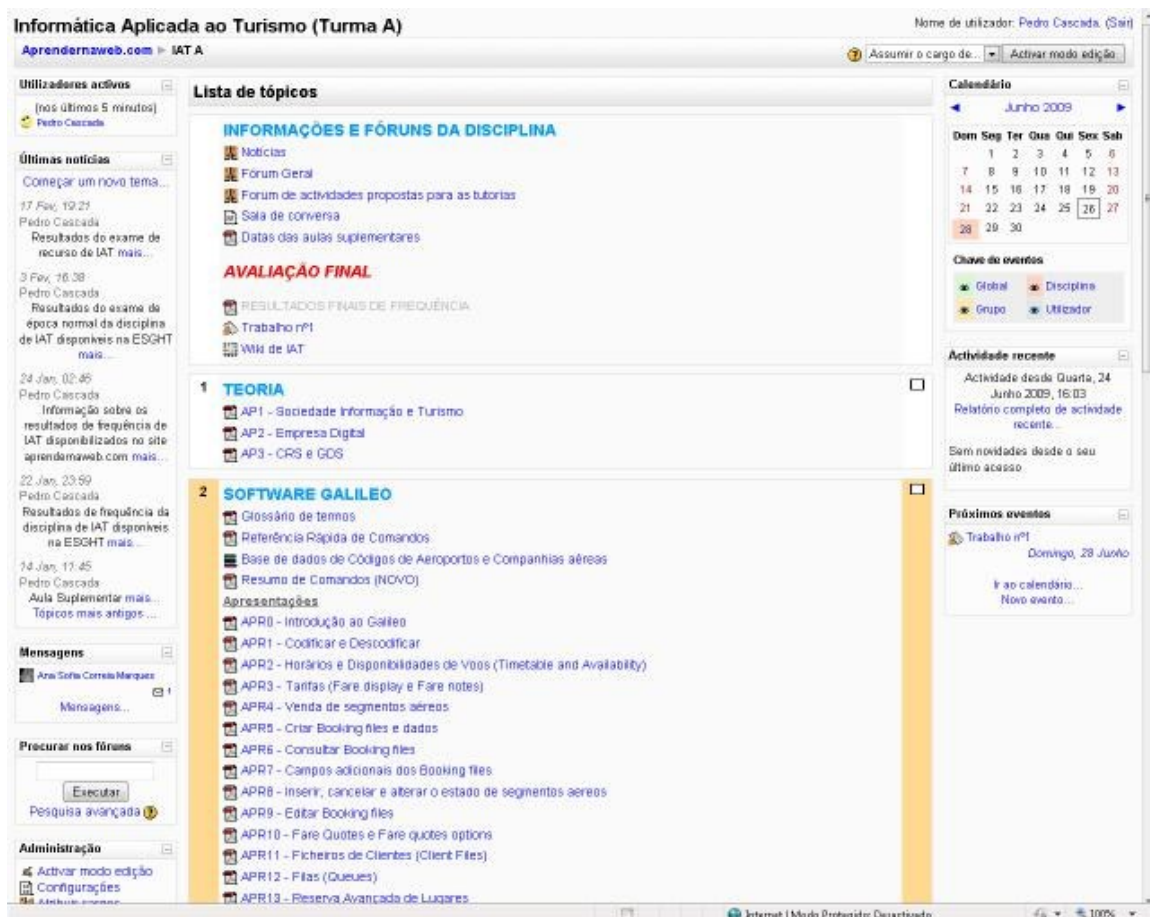 Informática Aplicada ao Turismo (Turma A)
Nome de utilizador: Pedro Cascada. (Sair)
Aprendernaweb.com ► IAT A
Assumir o cargo de...
Activar modo edição
Utilizadores activos
(nos últimos 5 minutos)
Pedro Cascada
Últimas notícias
Começar um novo tema...
17 Fev, 19:21
Pedro Cascada
Resultados do exame de
recurso de IAT mais...
3 Fev, 16:38
Pedro Cascada
Resultados do exame de
época normal da disciplina
de IAT disponíveis na ESGHT
mais...
24 Jan, 02:46
Pedro Cascada
Informação sobre os
resultados de frequência de
IAT disponibilizados no site
aprendernaweb.com mais...
22 Jan, 23:59
Pedro Cascada
Resultados de frequência da
disciplina de IAT disponíveis
na ESGHT mais...
14 Jan, 11:45
Pedro Cascada
Aula Suplementar mais...
Tópicos mais antigos ...
Mensagens
Ana Sofia Correia Marques
1
Mensagens...
Procurar nos fóruns
Executar
Pesquisa avançada
Administração
Activar modo edição
Configurações
Lista de tópicos
INFORMAÇÕES E FÓRUNS DA DISCIPLINA
Notícias
Fórum Geral
Forum de actividades propostas para as tutorias
Sala de conversa
Datas das aulas suplementares
AVALIAÇÃO FINAL
RESULTADOS FINAIS DE FREQUÊNCIA
Trabalho nº1
Wiki de IAT
1
TEORIA
AP1 - Sociedade Informação e Turismo
AP2 - Empresa Digital
AP3 - CRS e GDS
2
SOFTWARE GALILEO
Glossário de termos
Referência Rápida de Comandos
Base de dados de Códigos de Aeroportos e Companhias aéreas
Resumo de Comandos (NOVO)
Apresentações
APR0 - Introdução ao Galileo
APR1 - Codificar e Descodificar
APR2 - Horários e Disponibilidades de Voos (Timetable and Availability)
APR3 - Tarifas (Fare display e Fare notes)
APR4 - Venda de segmentos aéreos
APR5 - Criar Booking files e dados
APR6 - Consultar Booking files
APR7 - Campos adicionais dos Booking files
APR8 - Inserir, cancelar e alterar o estado de segmentos aereos
APR9 - Editar Booking files
APR10 - Fare Quotes e Fare quotes options
APR11 - Ficheiros de Clientes (Client Files)
APR12 - Filas (Queues)
APR13 - Reserva Avançada de Lugares
Calendário
◄ Junho 2009 ►
Dom Seg Ter Qua Qui Sex Sab
1 2 3 4 5 6
7 8 9 10 11 12 13
14 15 16 17 18 19 20
21 22 23 24 25 26 27
28 29 30
Chave de eventos
Global Disciplina
Grupo Utilizador
Actividade recente
Actividade desde Quarta, 24
Junho 2009, 16:03
Relatório completo de actividade
recente...
Sem novidades desde o seu
último acesso
Próximos eventos
Trabalho nº1
Domingo, 28 Junho
Ir ao calendário...
Novo evento...
Internet | Modo Protegido: Desactivado
100%